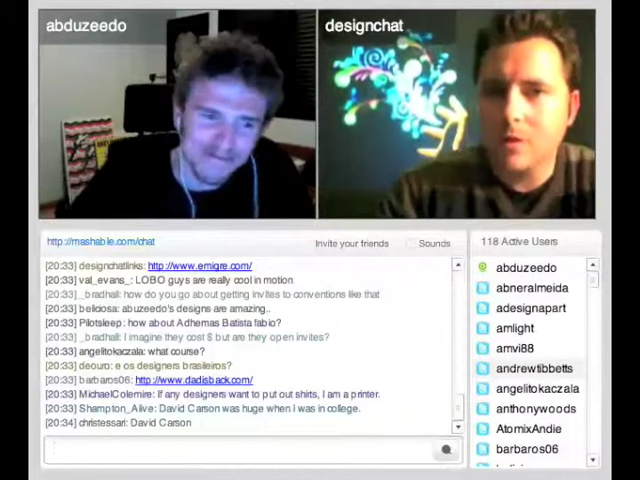 abduzeedo
designchat
http://mashable.com/chat
Invite your friends
Sounds
118 Active Users
[20:33] designchatlinks: http://www.emigre.com/
[20:33] val_evans_: LOBO guys are really cool in motion
[20:33] _bradhall: how do you go about getting invites to conventions like that
[20:33] beliosa: abuzeedo's designs are amazing..
[20:33] Pilotsleep: how about Adhemas Batista fabio?
[20:33] _bradhall: I imagine they cost $ but are they open invites?
[20:33] angelitokaczala: what course?
[20:33] deouro: e os designers brasileiros?
[20:33] barbaros06: http://www.dadisback.com/
[20:33] MichaelColemire: If any designers want to put out shirts, I am a printer.
[20:33] Shampton_Alive: David Carson was huge when I was in college.
[20:34] christessari: David Carson
abduzeedo
abneralmeida
adesignapart
amlight
amvi88
andrewtibbetts
angelitokaczala
anthonywoods
AtomixAndie
barbaros06